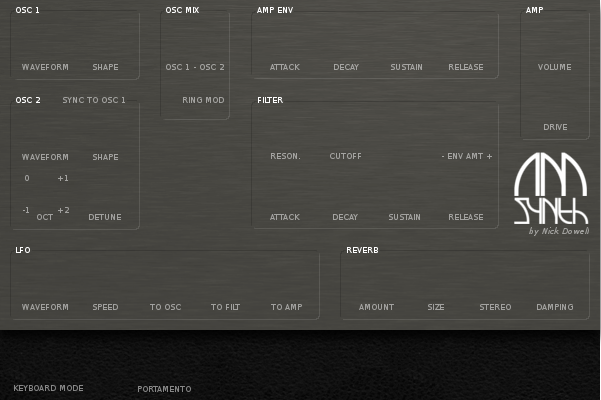 OSC 1
WAVEFORM SHAPE
OSC MIX
OSC 1 - OSC 2
RING MOD
AMP ENV
ATTACK DECAY SUSTAIN RELEASE
AMP
VOLUME
DRIVE
OSC 2 SYNC TO OSC 1
WAVEFORM SHAPE
0 +1
-1 +2
OCT DETUNE
FILTER
RESON. CUTOFF - ENV AMT +
ATTACK DECAY SUSTAIN RELEASE
AM
SYNth
by Nick Dowell
LFO
WAVEFORM SPEED TO OSC TO FILT TO AMP
REVERB
AMOUNT SIZE STEREO DAMPING
KEYBOARD MODE PORTAMENTO